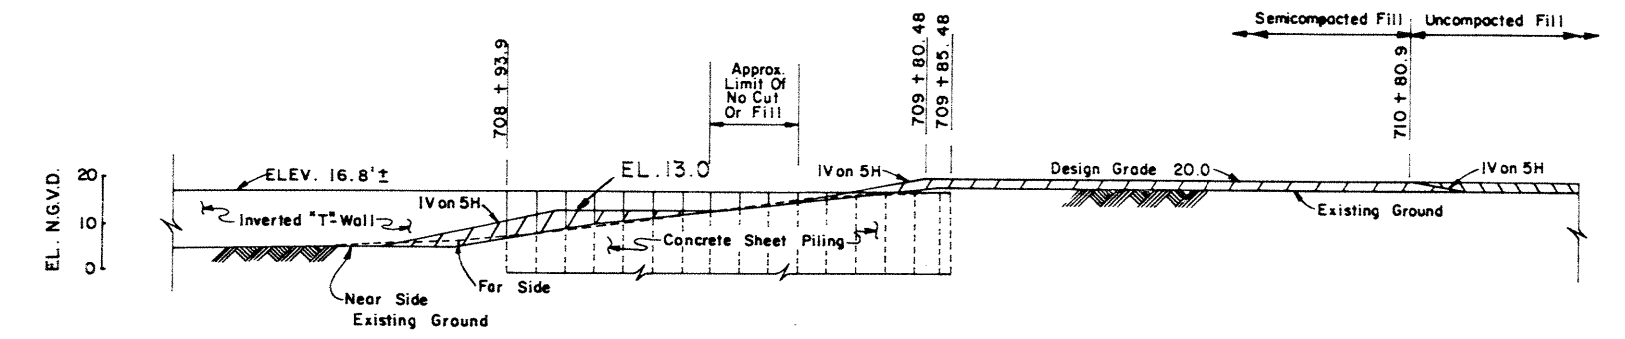 Semicompacted Fill
Uncompacted Fill
708 + 93.9
Approx.
Limit Of
No Cut
Or Fill
709 + 80.48
709 + 85.48
710 + 80.9
EL. N.G.V.D.
20
10
0
ELEV. 16.8'±
EL. 13.0
1V on 5H
Design Grade 20.0
1V on 5H
Inverted "T" Wall
1V on 5H
Existing Ground
Concrete Sheet Piling
Far Side
Near Side
Existing Ground